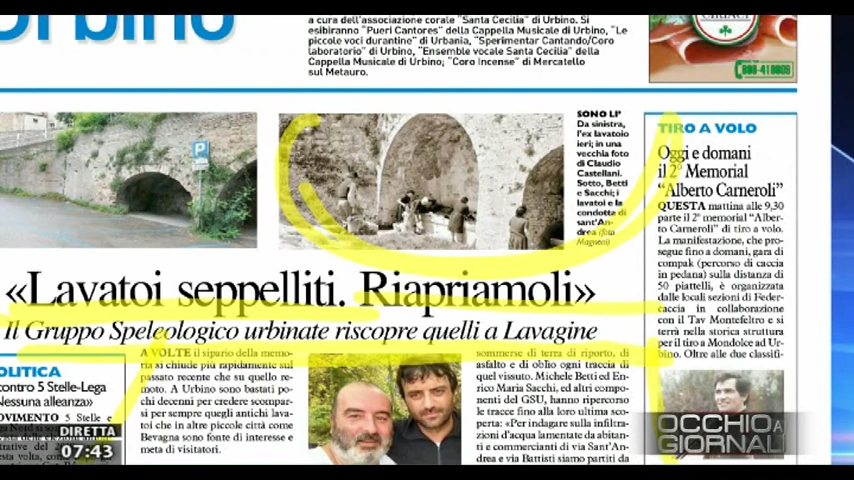 Urbino
a cura dell'associazione corale "Santa Cecilia" di Urbino. Si
esibiranno "Pueri Cantores" della Cappella Musicale di Urbino, "Le
piccole voci durantine" di Urbania, "Sperimentar Cantando/Coro
laboratorio" di Urbino, "Ensemble vocale Santa Cecilia" della
Cappella Musicale di Urbino; "Coro Incense" di Mercatello
sul Metauro.
P
SONO LI'
Da sinistra,
l'ex lavatoio
ieri; in una
vecchia foto
di Claudio
Castellani.
Sotto, Betti
e Sacchi; i
lavatoi e la
condotta di
sant'An-
drea (foto
Magnoni)
«Lavatoi seppelliti. Riapriamoli»
Il Gruppo Speleologico urbinate riscopre quelli a Lavagine
A VOLTE il sipario della memo-
ria si chiude più rapidamente sul
passato recente che su quello re-
moto. A Urbino sono bastati po-
chi decenni per credere scompar-
si per sempre quegli antichi lava-
toi che in altre piccole città come
Bevagna sono fonte di interesse e
meta di visitatori.
sommerse di terra di riporto, di
asfalto e di oblio ogni traccia di
quel vissuto. Michele Betti ed En-
rico Maria Sacchi, ed altri compo-
nenti del GSU, hanno ripercorso
le tracce fino alla loro ultima sco-
perta: «Per indagare sulla infiltra-
zioni d'acqua lamentate da abitan-
ti e commercianti di via Sant'An-
drea e via Battisti siamo partiti da
TIRO A VOLO
Oggi e domani
il 2° Memorial
"Alberto Carneroli"
QUESTA mattina alle 9,30
parte il 2° memorial "Alber-
to Carneroli" di tiro a volo.
La manifestazione, che pro-
segue fino a domani, gara di
compak (percorso di caccia
in pedana) sulla distanza di
50 piattelli, è organizzata
dalle locali sezioni di Feder-
caccia in collaborazione
con il Tav Montefeltro e si
terrà nella storica struttura
per il tiro a Mondolce ad Ur-
bino. Oltre alle due classifi-
POLITICA
contro 5 Stelle-Lega
Nessuna alleanza»
MOVIMENTO 5 Stelle e
DIRETTA
07:43
OCCHIO AI
GIORNALI